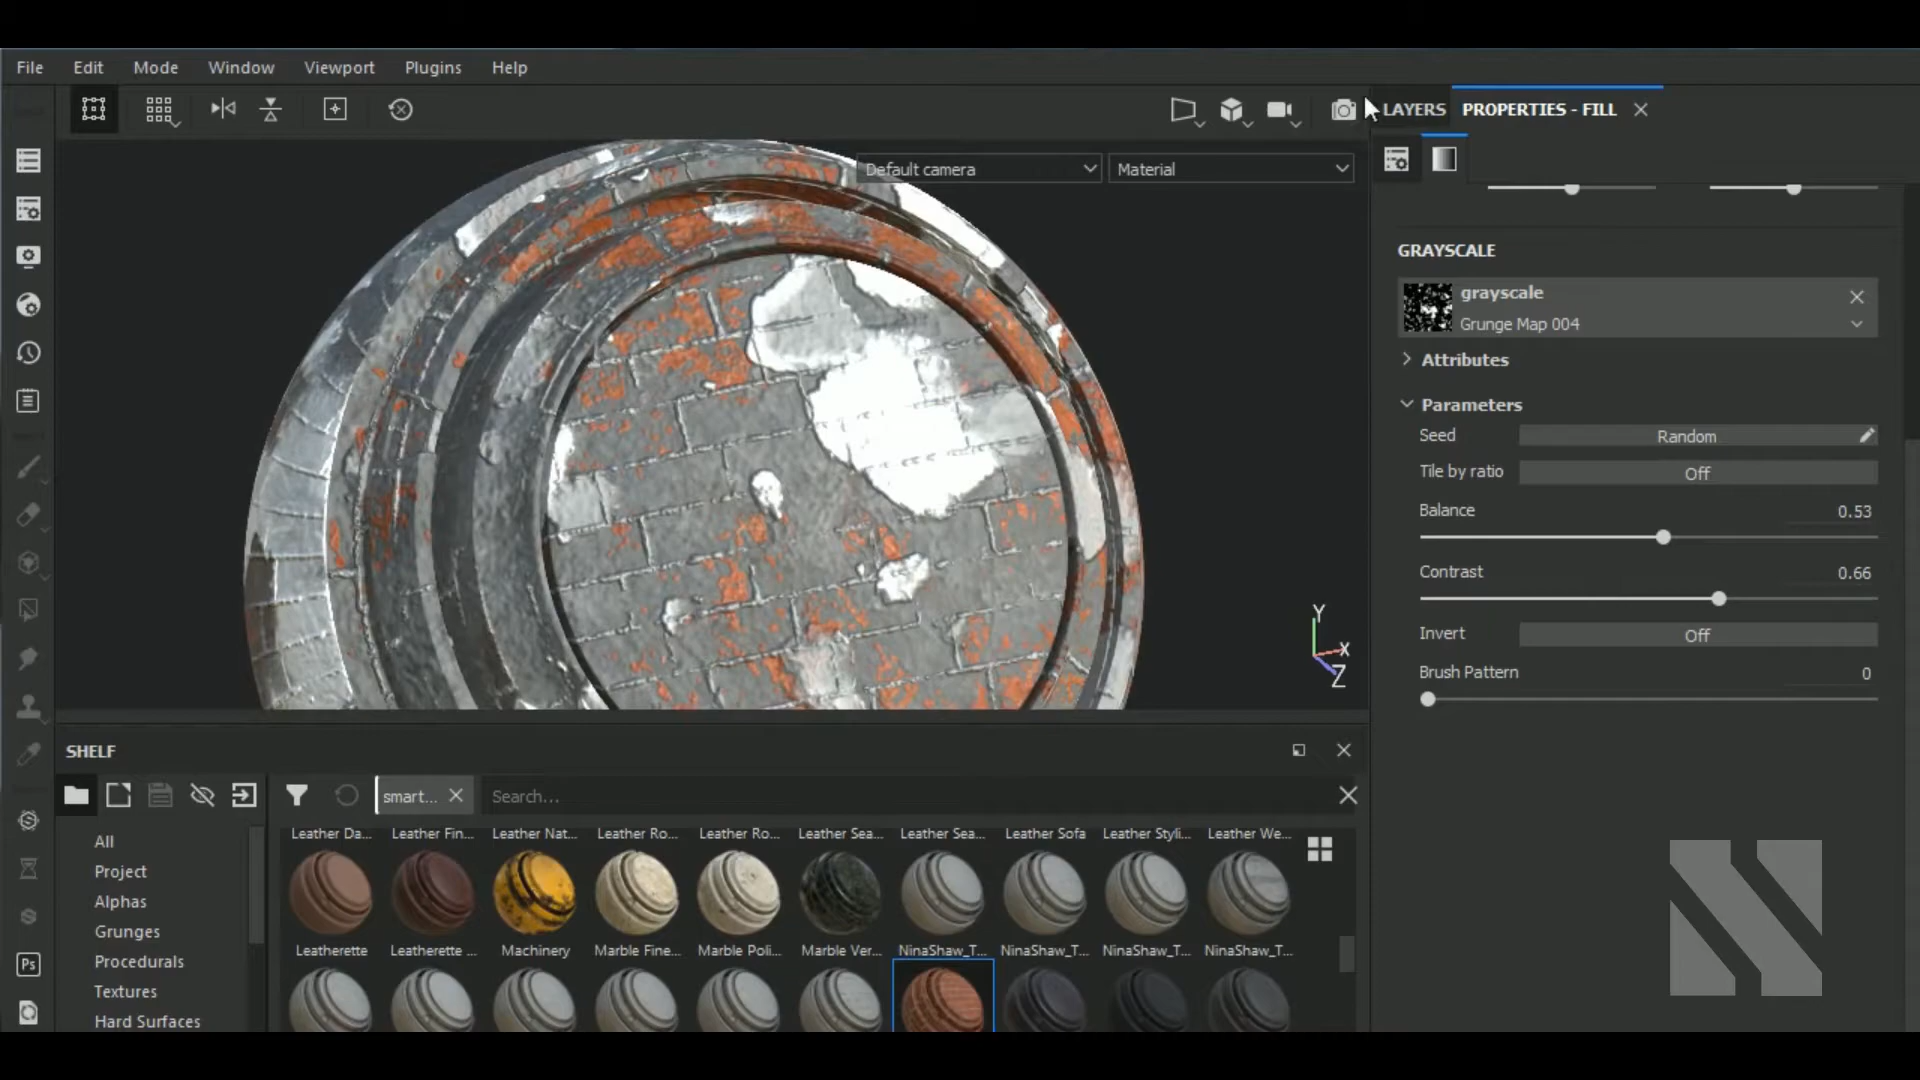 File Edit Mode Window Viewport Plugins Help
LAYERS PROPERTIES - FILL
Default camera Material
GRAYSCALE
grayscale
Grunge Map 004
Attributes
Parameters
Seed Random
Tile by ratio Off
Balance 0.53
Contrast 0.66
Invert Off
Brush Pattern 0
Y
X
Z
SHELF
smart... Search...
All
Project
Alphas
Grunges
Procedurals
Textures
Hard Surfaces
Leather Da... Leather Fin... Leather Nat... Leather Ro... Leather Ro... Leather Sea... Leather Sea... Leather Sofa Leather Styli... Leather We...
Leatherette Leatherette ... Machinery Marble Fine... Marble Poli... Marble Ver... NinaShaw_T... NinaShaw_T... NinaShaw_T... NinaShaw_T...
Ps